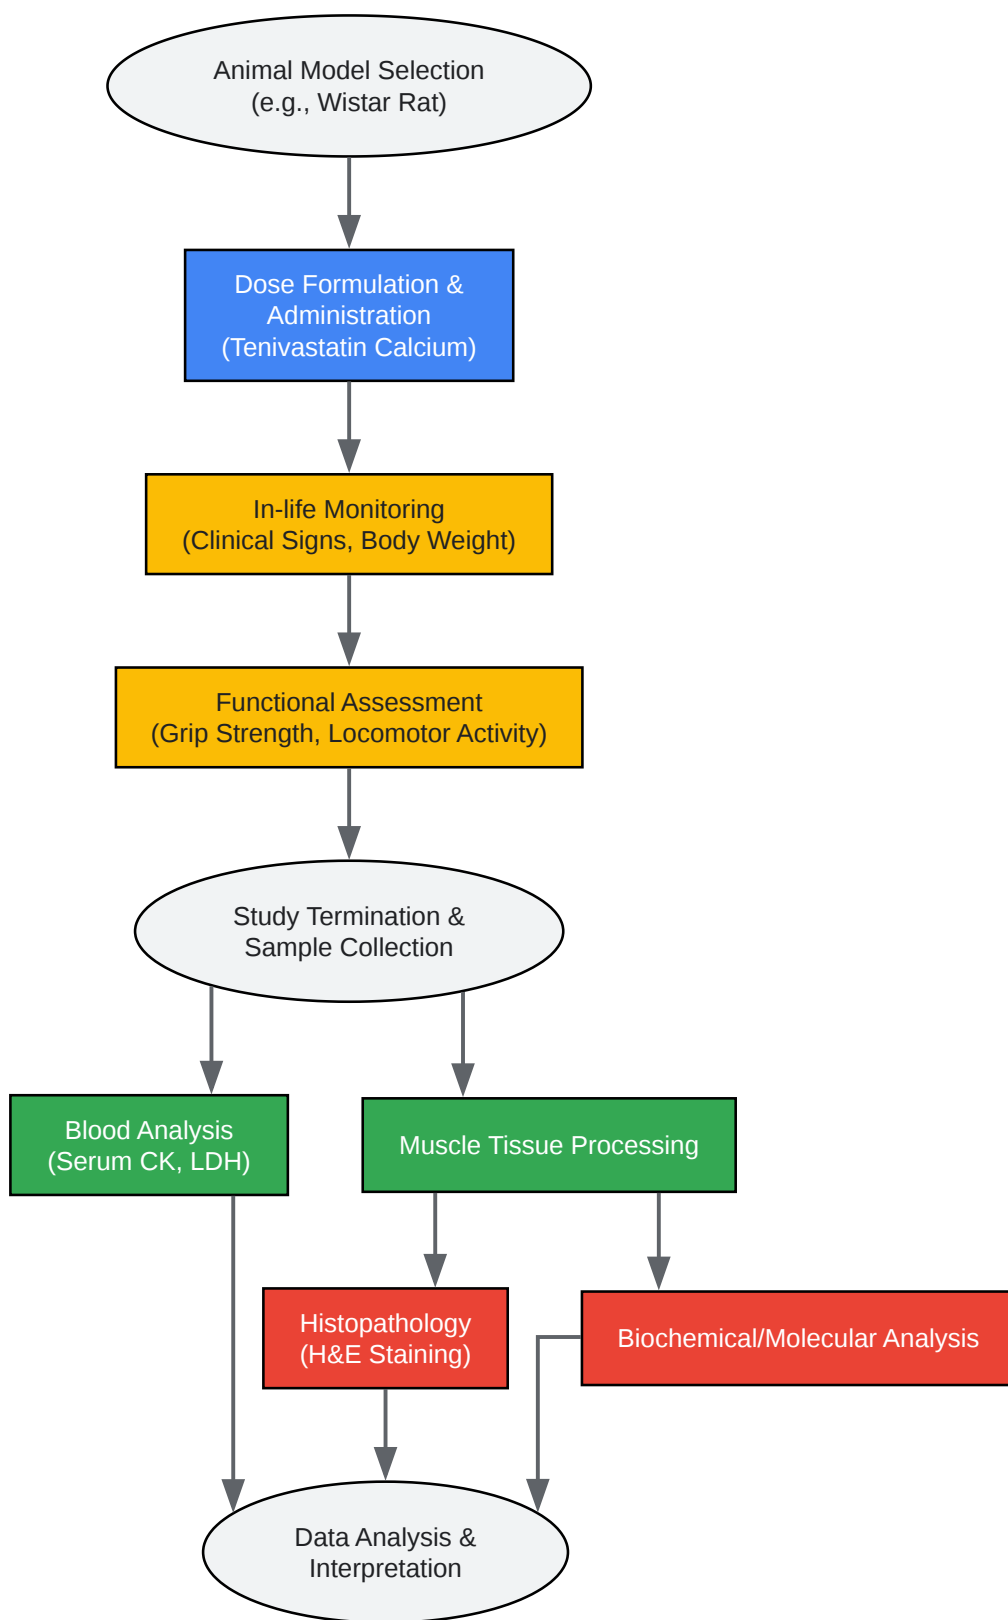 Animal Model Selection
(e.g., Wistar Rat)
Dose Formulation &
Administration
(Tenivastatin Calcium)
In-life Monitoring
(Clinical Signs, Body Weight)
Functional Assessment
(Grip Strength, Locomotor Activity)
Study Termination &
Sample Collection
Blood Analysis
(Serum CK, LDH)
Muscle Tissue Processing
Histopathology
(H&E Staining)
Biochemical/Molecular Analysis
Data Analysis &
Interpretation